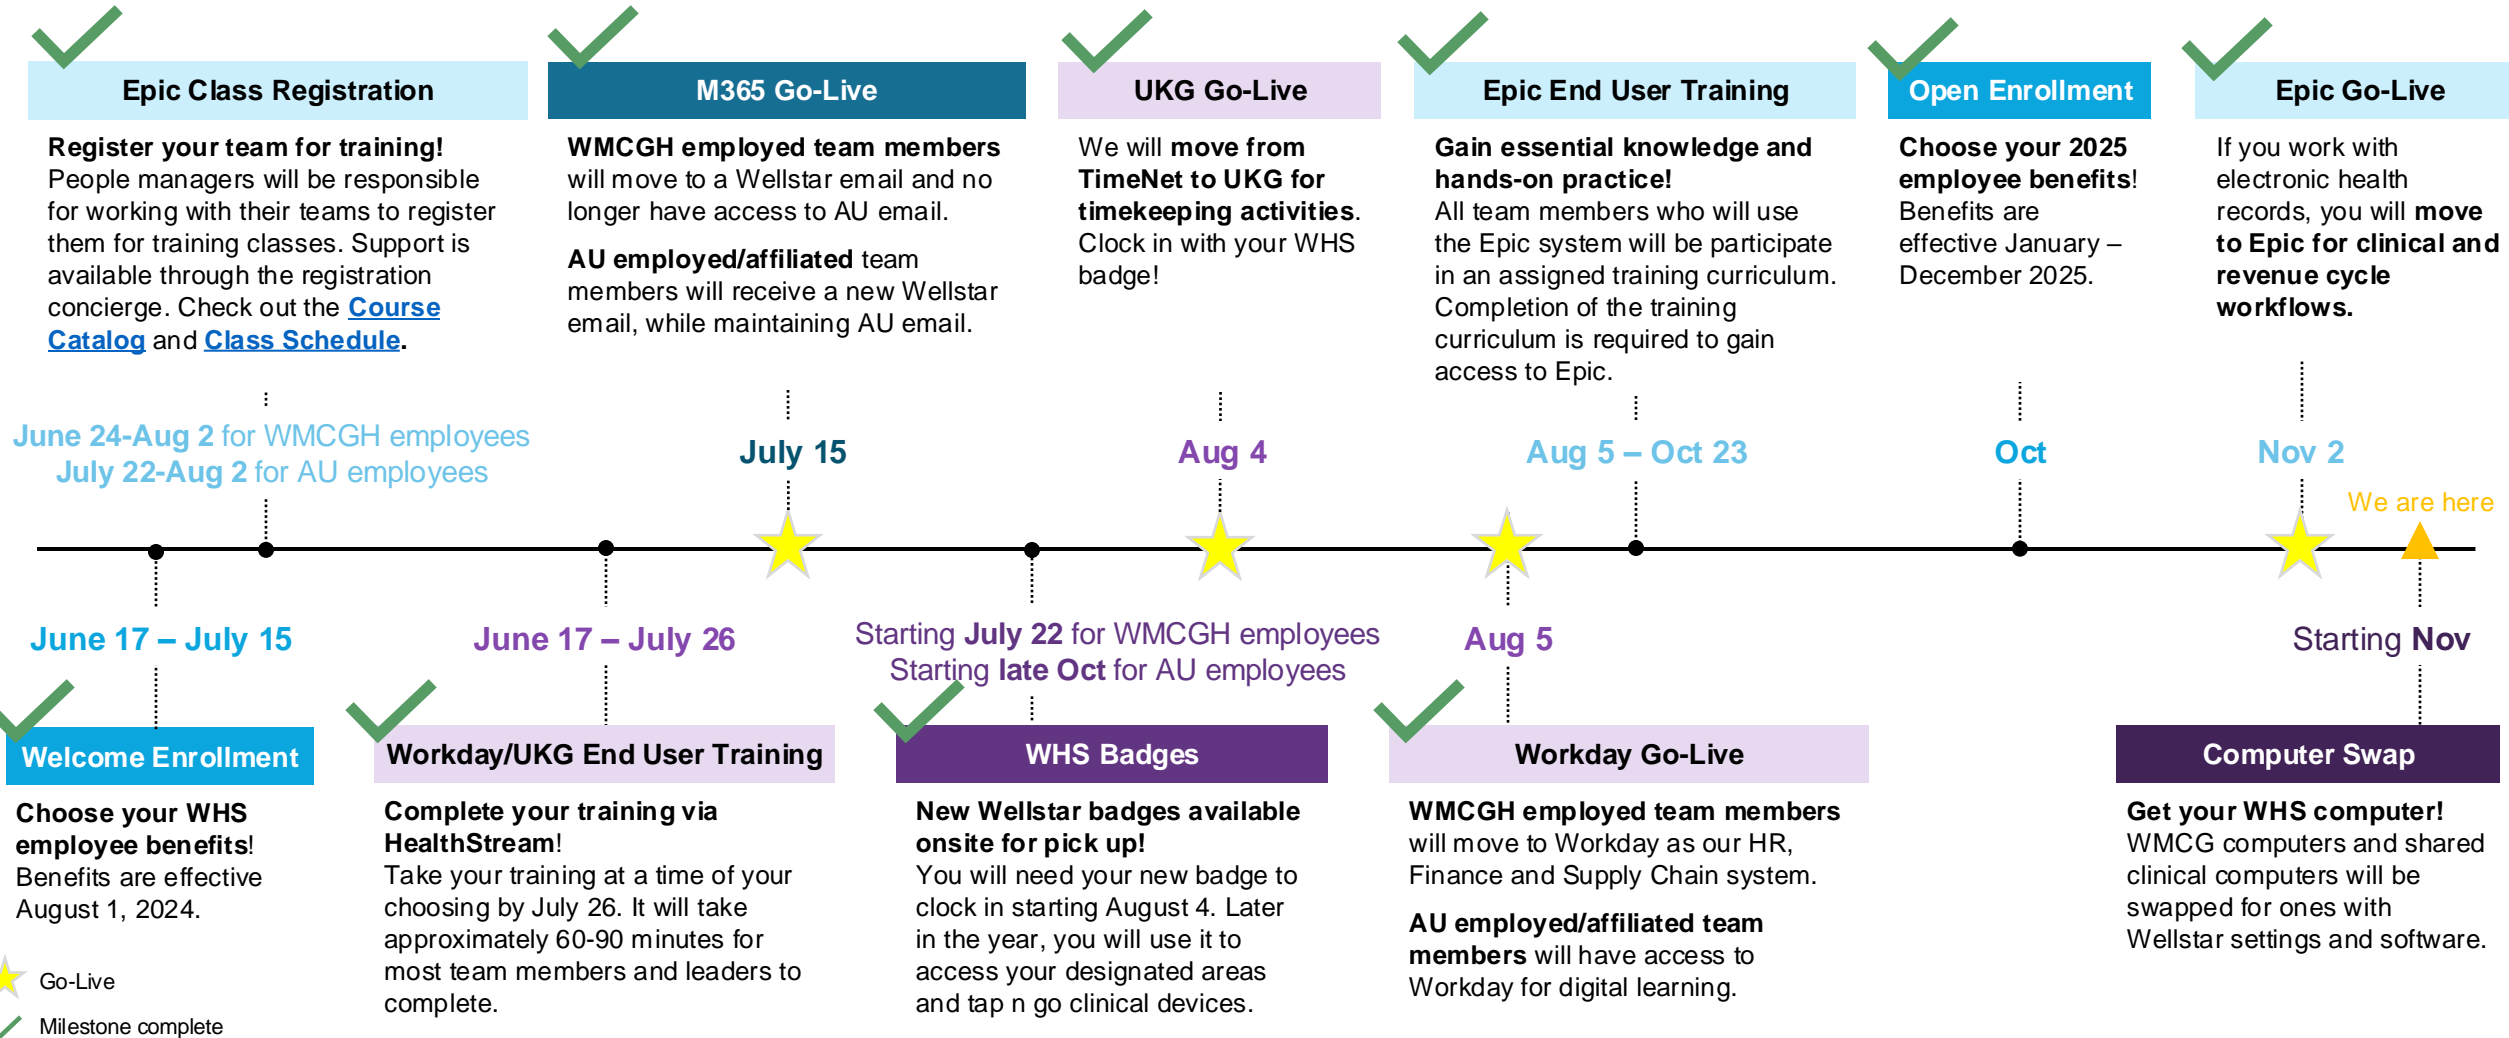 Epic Class Registration
Register your team for training!
People managers will be responsible
for working with their teams to register
them for training classes. Support is
available through the registration
concierge. Check out the Course
Catalog and Class Schedule.
June 24-Aug 2 for WMCGH employees
July 22-Aug 2 for AU employees
M365 Go-Live
WMCGH employed team members
will move to a Wellstar email and no
longer have access to AU email.
AU employed/affiliated team
members will receive a new Wellstar
email, while maintaining AU email.
July 15
UKG Go-Live
We will move from
TimeNet to UKG for
timekeeping activities.
Clock in with your WHS
badge!
Aug 4
Epic End User Training
Gain essential knowledge and
hands-on practice!
All team members who will use
the Epic system will be participate
in an assigned training curriculum.
Completion of the training
curriculum is required to gain
access to Epic.
Aug 5 – Oct 23
Open Enrollment
Choose your 2025
employee benefits!
Benefits are
effective January –
December 2025.
Oct
Epic Go-Live
If you work with
electronic health
records, you will move
to Epic for clinical and
revenue cycle
workflows.
Nov 2
We are here
June 17 – July 15
Welcome Enrollment
Choose your WHS
employee benefits!
Benefits are effective
August 1, 2024.
June 17 – July 26
Workday/UKG End User Training
Complete your training via
HealthStream!
Take your training at a time of your
choosing by July 26. It will take
approximately 60-90 minutes for
most team members and leaders to
complete.
Starting July 22 for WMCGH employees
Starting late Oct for AU employees
WHS Badges
New Wellstar badges available
onsite for pick up!
You will need your new badge to
clock in starting August 4. Later
in the year, you will use it to
access your designated areas
and tap n go clinical devices.
Aug 5
Workday Go-Live
WMCGH employed team members
will move to Workday as our HR,
Finance and Supply Chain system.
AU employed/affiliated team
members will have access to
Workday for digital learning.
Starting Nov
Computer Swap
Get your WHS computer!
WMCG computers and shared
clinical computers will be
swapped for ones with
Wellstar settings and software.
Go-Live
Milestone complete